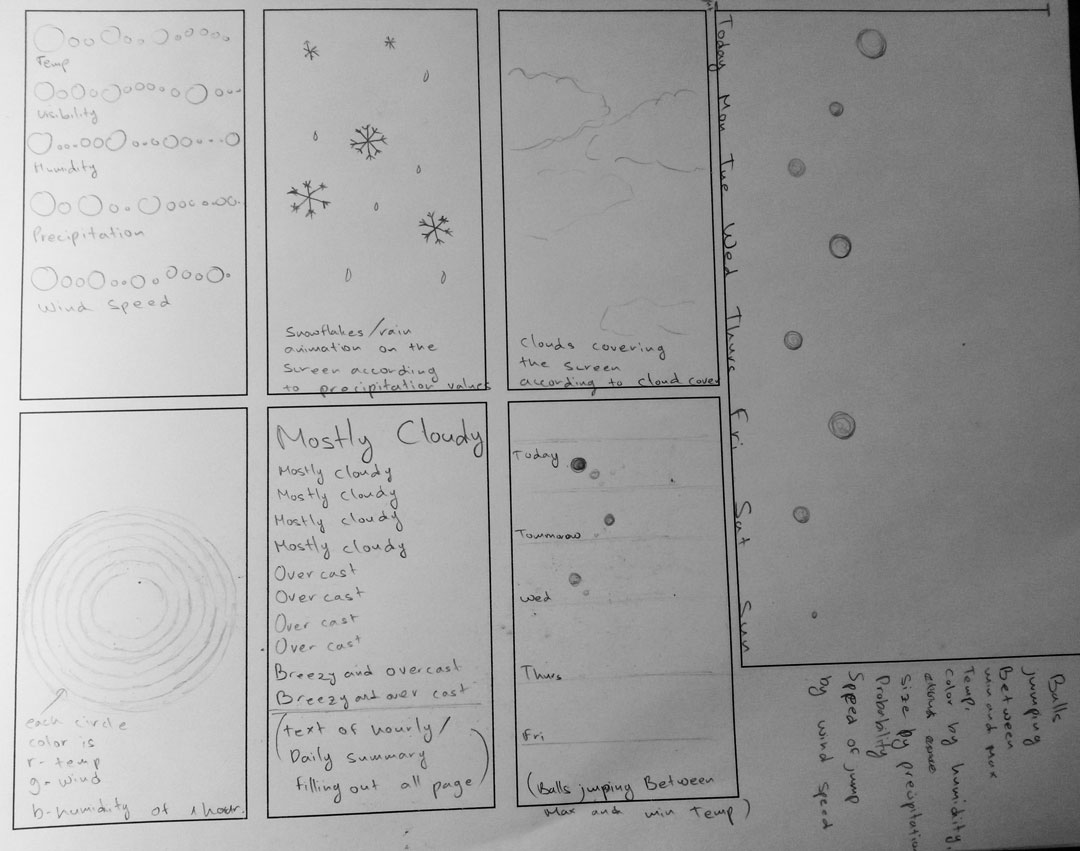 Temp
Visibility
Humidity
Precipitation
Wind Speed
Snowflakes/rain
animation on the
screen according
to precipitation values
Clouds covering
the screen
according to cloud cover
each circle
color is
r- temp
g- wind
b- humidity of 1 hour.
Mostly Cloudy
Mostly cloudy
Mostly cloudy
Mostly cloudy
Mostly cloudy
Over cast
Over cast
Over cast
Over cast
Breezy and overcast
Breezy and over cast
(text of hourly/
Daily summary
filling out all page)
Today
Tommorow
Wed
Thurs
Fri
(Balls jumping Between
Max and min Temp)
Today Mon Tue Wed Thurs Fri Sat Sun
Balls
jumping
Between
min and max
Temp;
color by humidity,
size by precipitation
Probability
Speed of jump
by wind speed